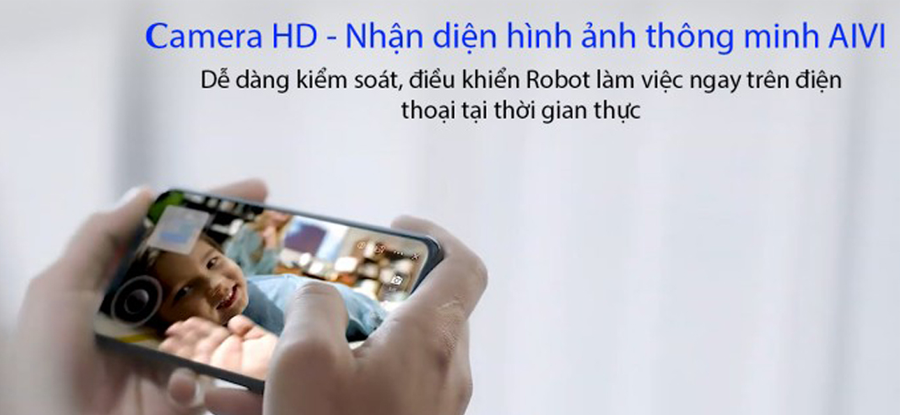 Camera HD - Nhận diện hình ảnh thông minh AIVI
Dễ dàng kiểm soát, điều khiển Robot làm việc ngay trên điện
thoại tại thời gian thực